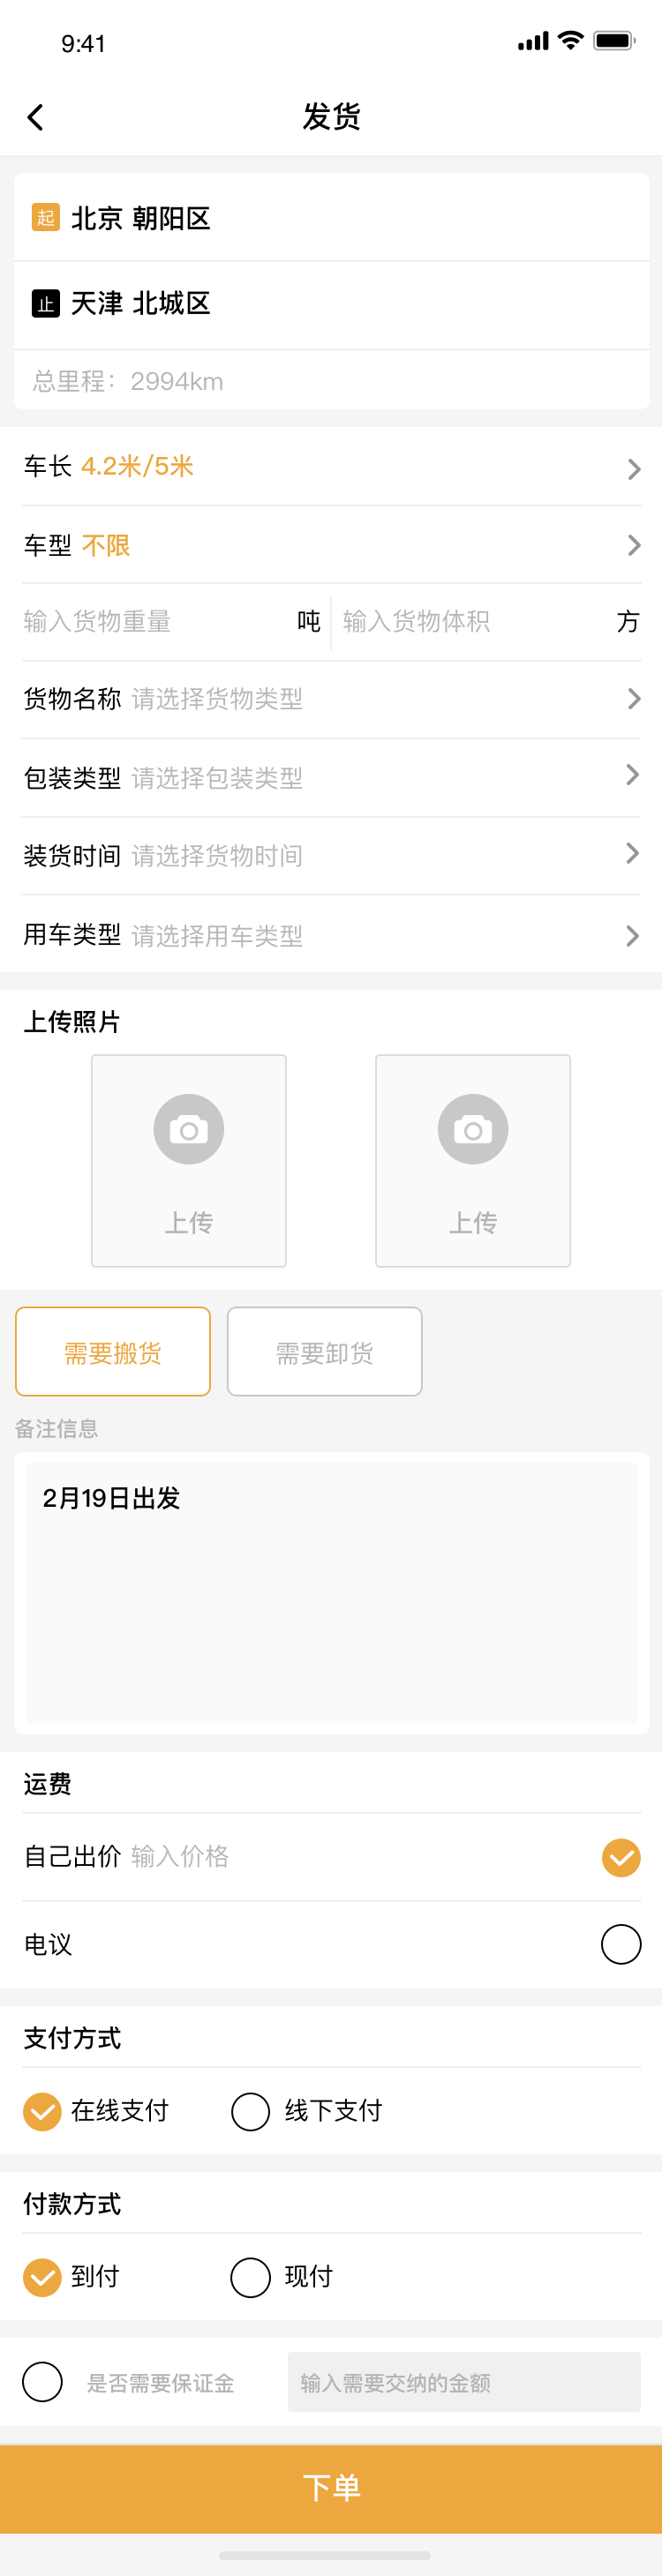 9:41
发货
起 北京 朝阳区
止 天津 北城区
总里程：2994km
车长 4.2米/5米
车型 不限
输入货物重量 吨 输入货物体积 方
货物名称 请选择货物类型
包装类型 请选择包装类型
装货时间 请选择货物时间
用车类型 请选择用车类型
上传照片
上传 上传
需要搬货 需要卸货
备注信息
2月19日出发
运费
自己出价 输入价格
电议
支付方式
在线支付 线下支付
付款方式
到付 现付
是否需要保证金 输入需要交纳的金额
下单